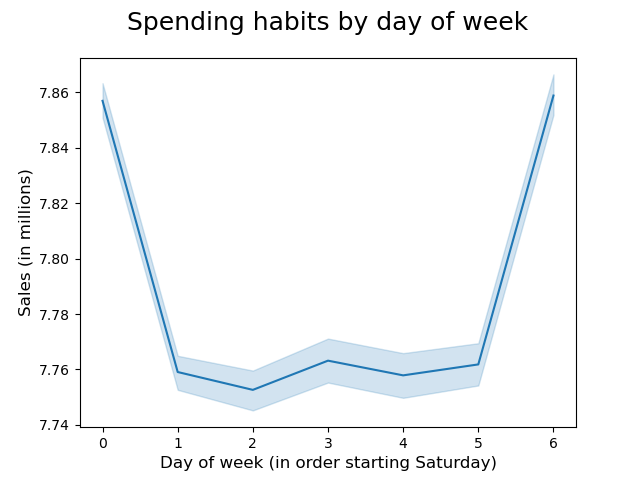 Spending habits by day of week
7.86
7.84
7.82
7.80
7.78
7.76
7.74
Sales (in millions)
0 1 2 3 4 5 6
Day of week (in order starting Saturday)